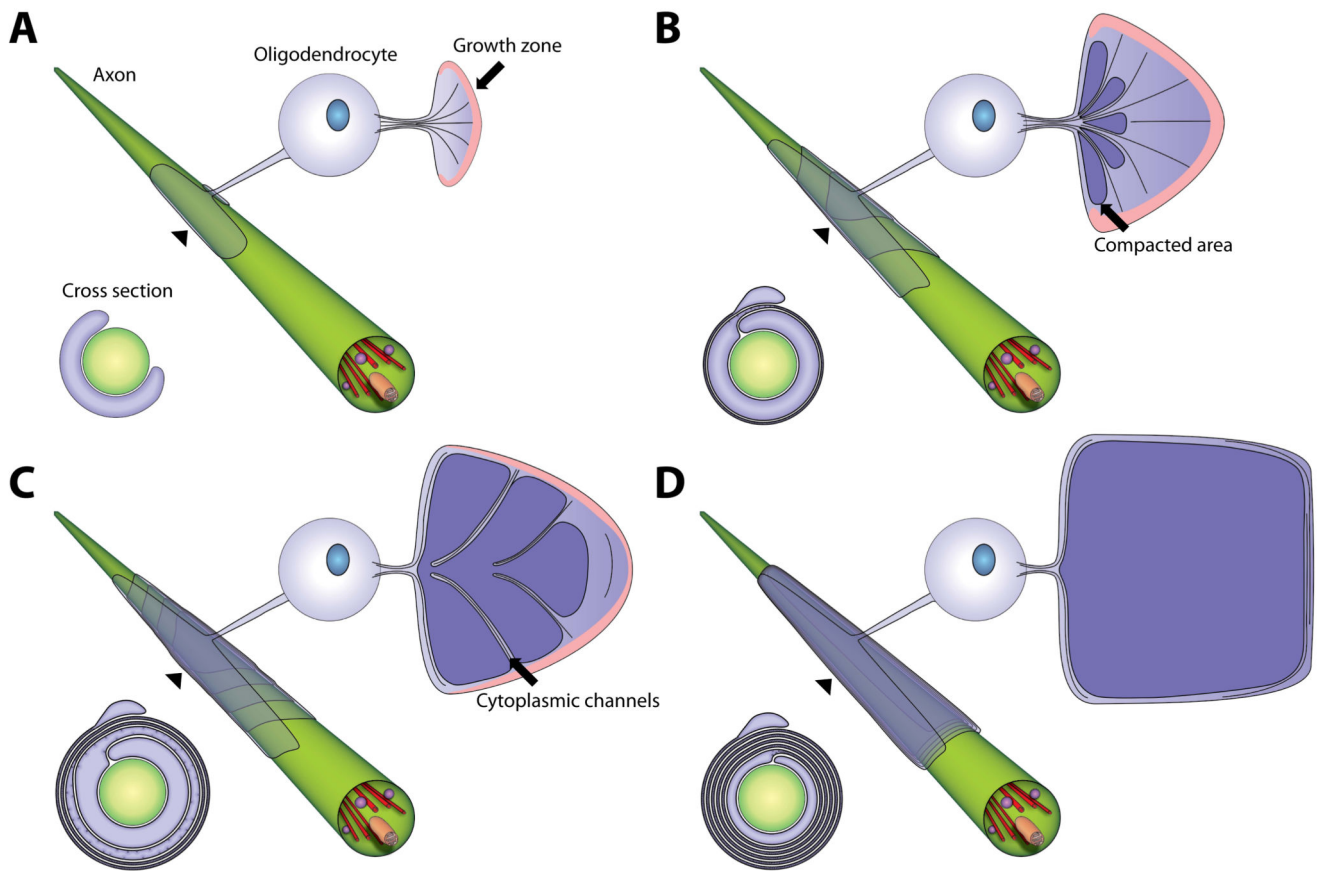 A
Axon
Oligodendrocyte
Growth zone
Cross section
B
Compacted area
C
Cytoplasmic channels
D